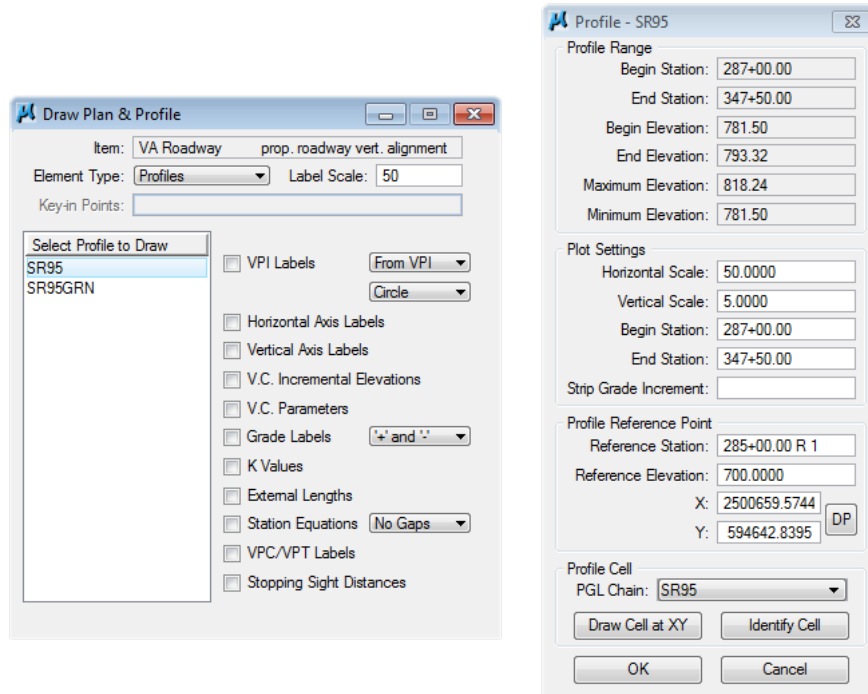 Draw Plan & Profile
Item: VA Roadway prop. roadway vert. alignment
Element Type: Profiles Label Scale: 50
Key-in Points:
Select Profile to Draw
SR95
SR95GRN
VPI Labels From VPI
Circle
Horizontal Axis Labels
Vertical Axis Labels
V.C. Incremental Elevations
V.C. Parameters
Grade Labels '+' and '-'
K Values
External Lengths
Station Equations No Gaps
VPC/VPT Labels
Stopping Sight Distances
Profile - SR95
Profile Range
Begin Station: 287+00.00
End Station: 347+50.00
Begin Elevation: 781.50
End Elevation: 793.32
Maximum Elevation: 818.24
Minimum Elevation: 781.50
Plot Settings
Horizontal Scale: 50.0000
Vertical Scale: 5.0000
Begin Station: 287+00.00
End Station: 347+50.00
Strip Grade Increment:
Profile Reference Point
Reference Station: 285+00.00 R 1
Reference Elevation: 700.0000
X: 2500659.5744
DP
Y: 594642.8395
Profile Cell
PGL Chain: SR95
Draw Cell at XY Identify Cell
OK Cancel